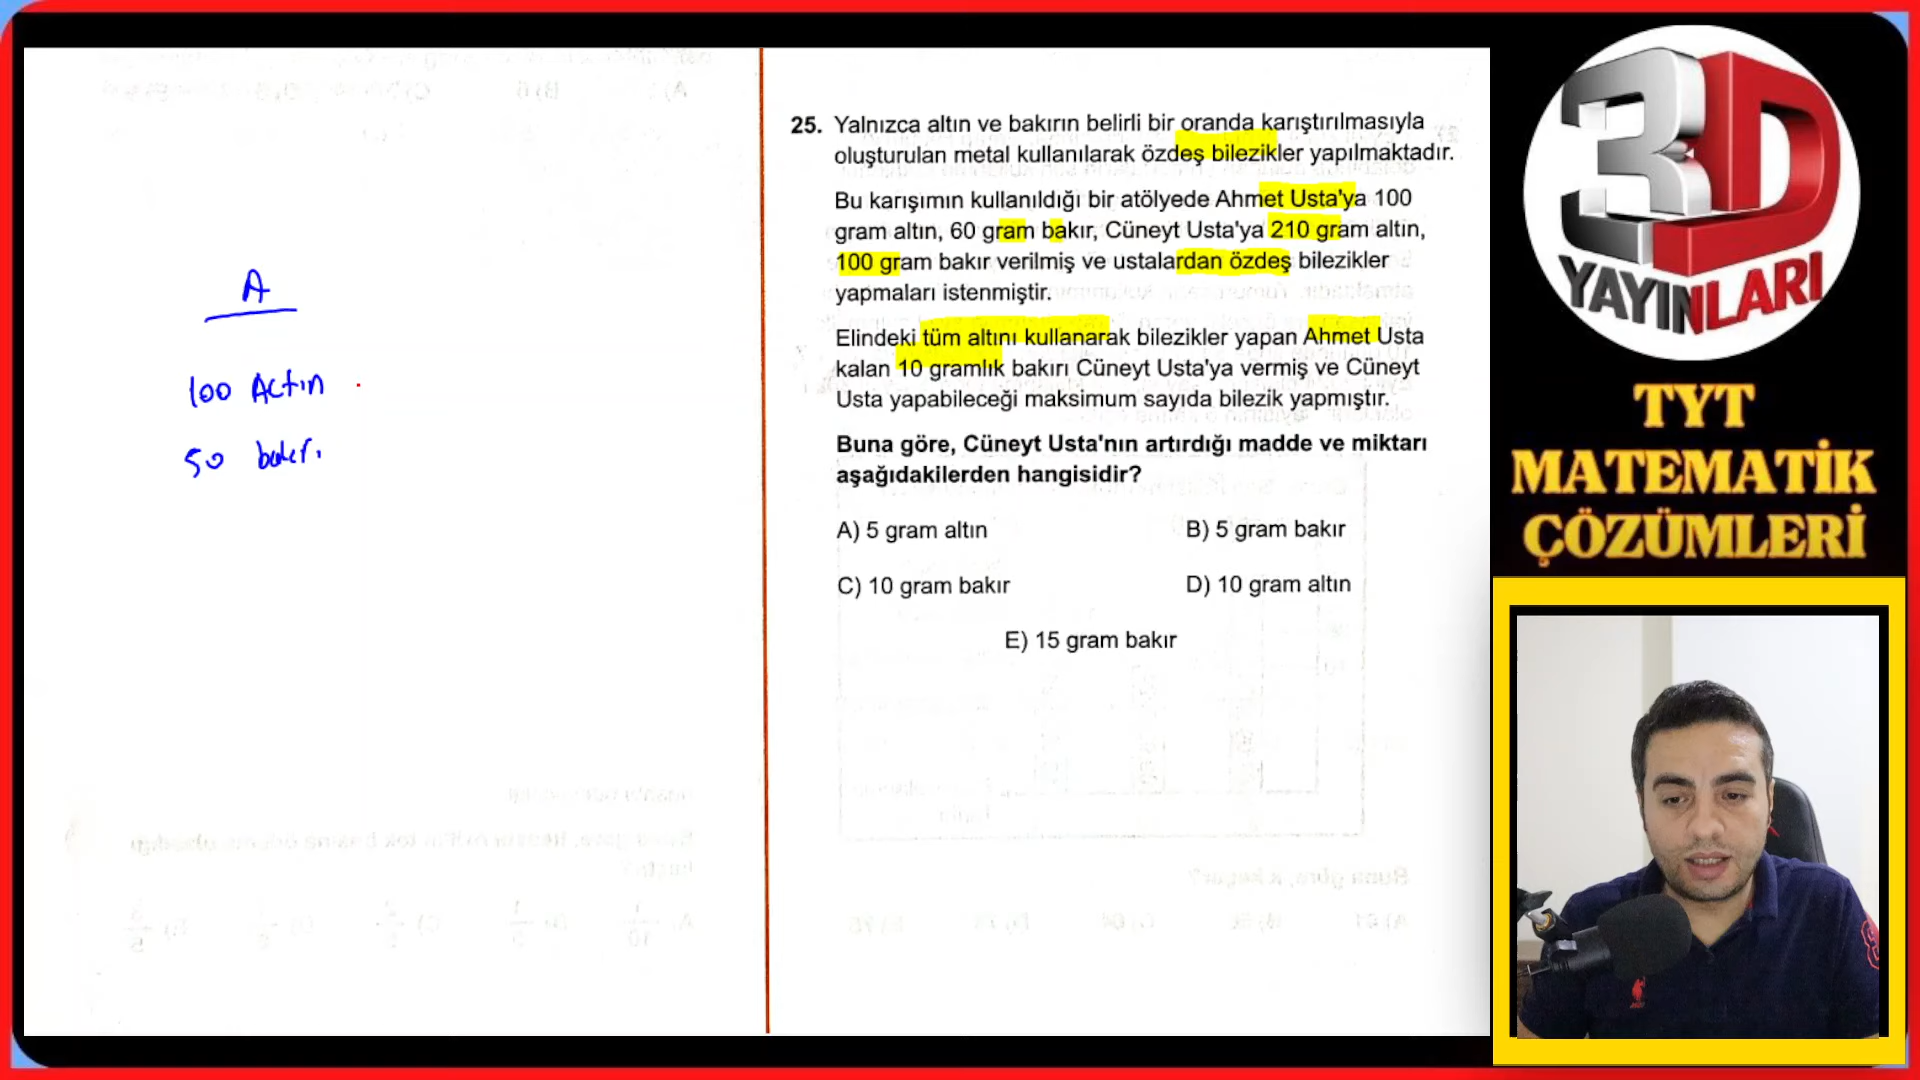 A
100 Altın
50 bakır
25. Yalnızca altın ve bakırın belirli bir oranda karıştırılmasıyla
oluşturulan metal kullanılarak özdeş bilezikler yapılmaktadır.
Bu karışımın kullanıldığı bir atölyede Ahmet Usta'ya 100
gram altın, 60 gram bakır, Cüneyt Usta'ya 210 gram altın,
100 gram bakır verilmiş ve ustalardan özdeş bilezikler
yapmaları istenmiştir.
Elindeki tüm altını kullanarak bilezikler yapan Ahmet Usta
kalan 10 gramlık bakırı Cüneyt Usta'ya vermiş ve Cüneyt
Usta yapabileceği maksimum sayıda bilezik yapmıştır.
Buna göre, Cüneyt Usta'nın artırdığı madde ve miktarı
aşağıdakilerden hangisidir?
A) 5 gram altın
B) 5 gram bakır
C) 10 gram bakır
D) 10 gram altın
E) 15 gram bakır
3D
YAYINLARI
TYT
MATEMATİK
ÇÖZÜMLERİ